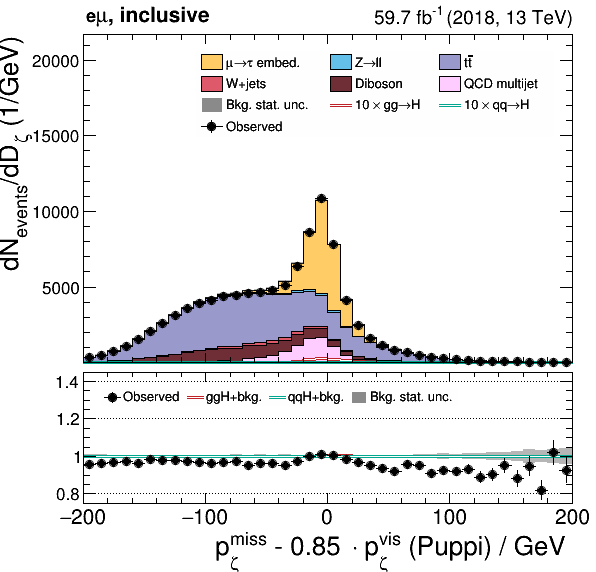 eμ, inclusive 59.7 fb⁻¹ (2018, 13 TeV)
dN_events/dD_ζ (1/GeV)
20000
15000
10000
5000
μ→τ embed. Z→ll tt̄
W+jets Diboson QCD multijet
Bkg. stat. unc. 10 × gg→H 10 × qq→H
Observed
1.4
1.2
1
0.8
Observed ggH+bkg. qqH+bkg. Bkg. stat. unc.
−200 −100 0 100 200
p_ζ^miss - 0.85 · p_ζ^vis (Puppi) / GeV